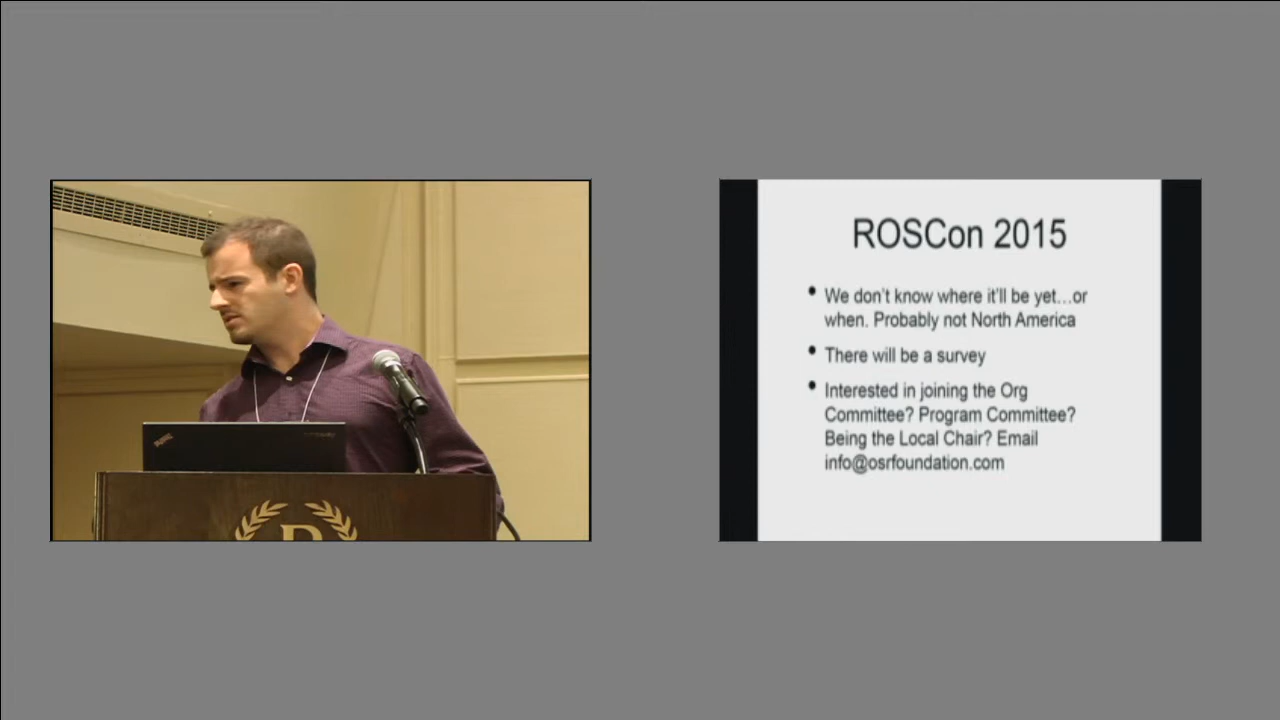 ROSCon 2015
• We don't know where it'll be yet...or
when. Probably not North America
• There will be a survey
• Interested in joining the Org
Committee? Program Committee?
Being the Local Chair? Email
info@osrfoundation.com